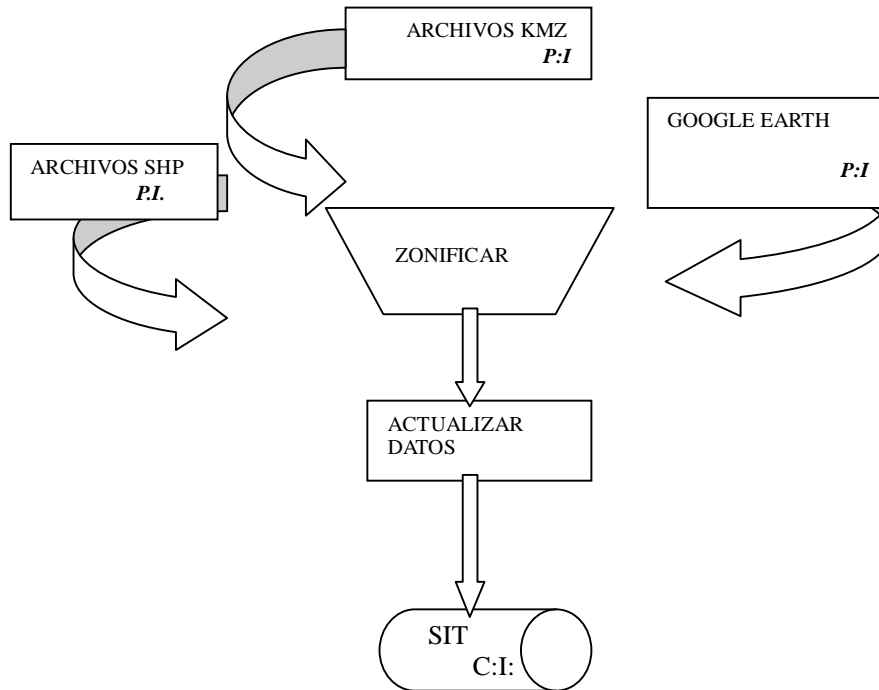 ARCHIVOS KMZ
P:I
GOOGLE EARTH
P:I
ARCHIVOS SHP
P.I.
ZONIFICAR
ACTUALIZAR
DATOS
SIT
C:I: